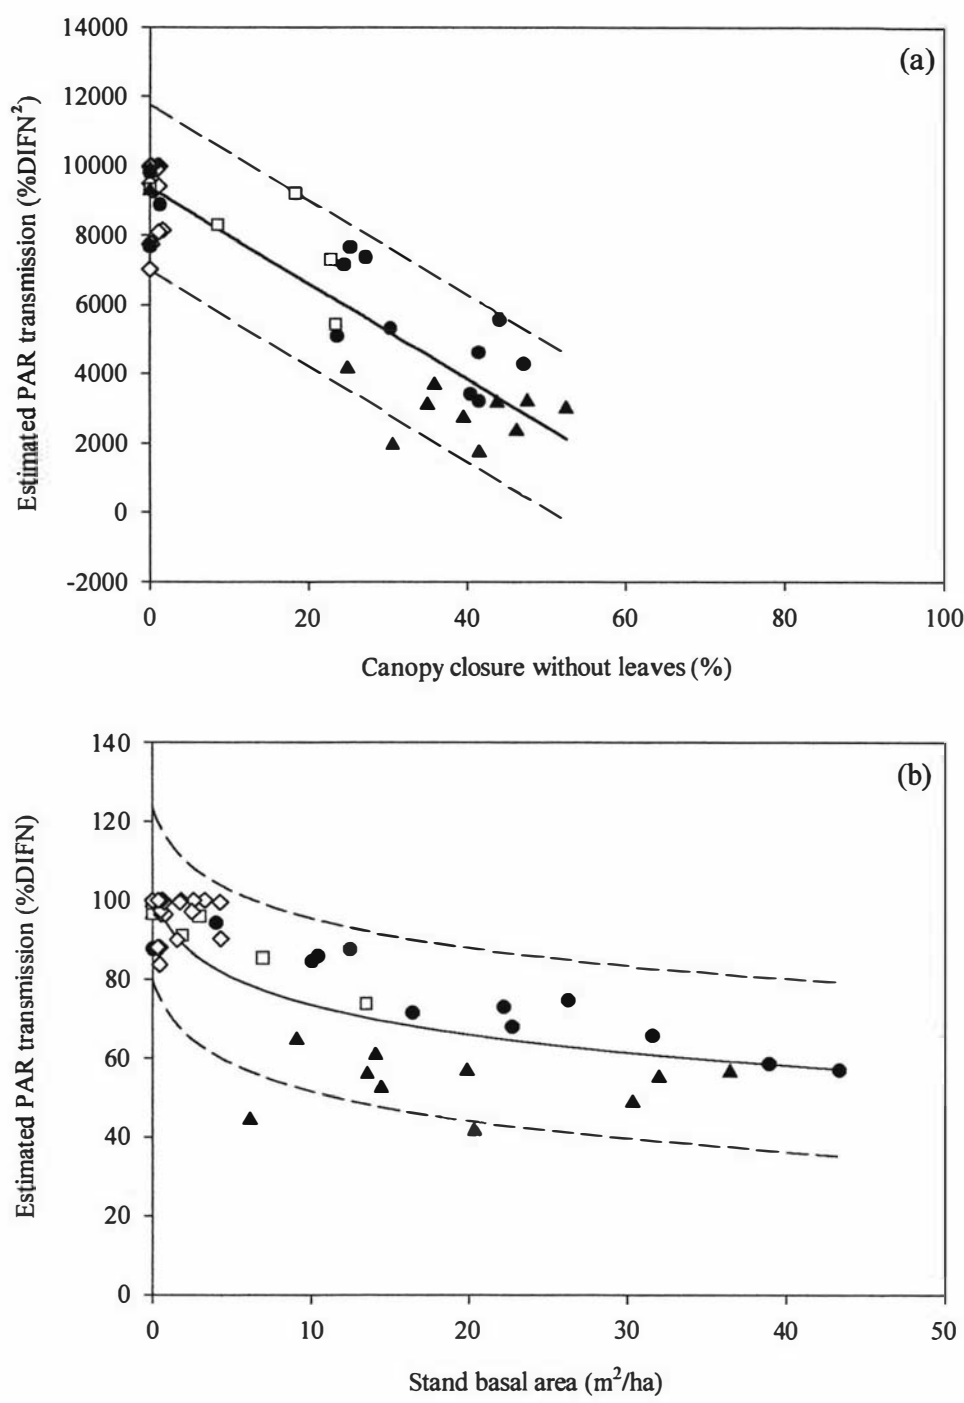 (a)
14000
12000
10000
8000
6000
4000
2000
0
-2000
Estimated PAR transmission (%DIFN²)
0 20 40 60 80 100
Canopy closure without leaves (%)
(b)
140
120
100
80
60
40
20
0
Estimated PAR transmission (%DIFN)
0 10 20 30 40 50
Stand basal area (m²/ha)